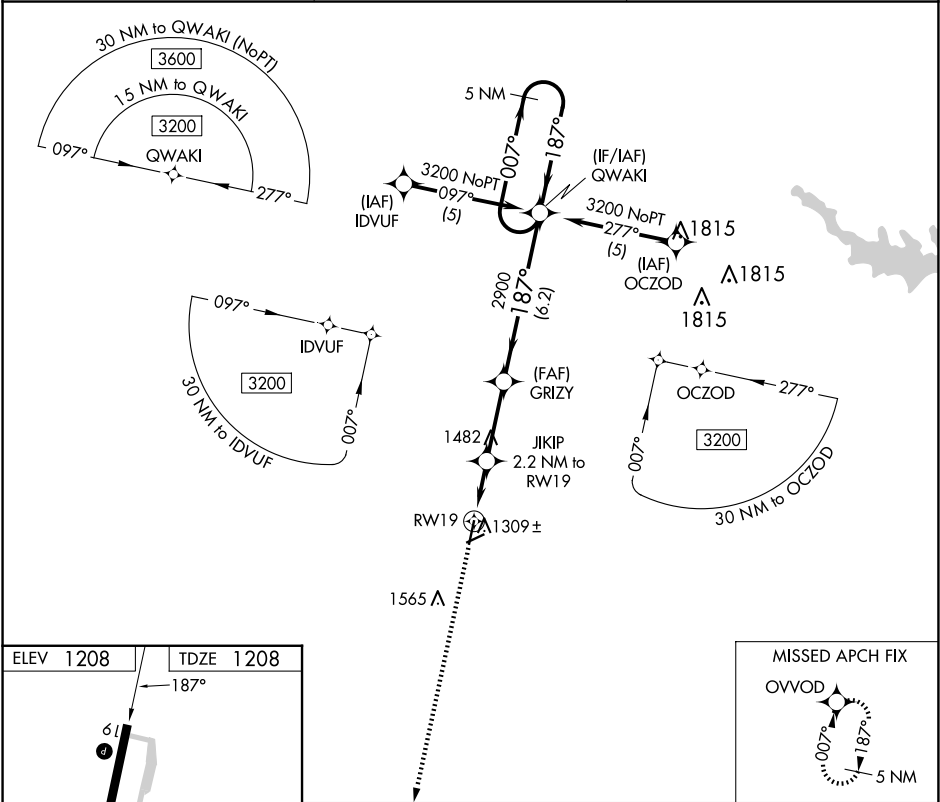 30 NM to QWAKI (NoPT)
3600
15 NM to QWAKI
3200
097°
QWAKI
277°
5 NM
007°
187°
(IF/IAF)
QWAKI
3200 NoPT
097°
(5)
(IAF)
IDVUF
3200 NoPT
277°
(5)
(IAF)
OCZOD
1815
1815
1815
2900
187°
(6.2)
097°
IDVUF
3200
007°
30 NM to IDVUF
(FAF)
GRIZY
1482
JIKIP
2.2 NM to
RW19
OCZOD
277°
3200
007°
30 NM to OCZOD
RW19
1309±
1565
ELEV 1208
TDZE 1208
187°
19
P
MISSED APCH FIX
OVVOD
007°
187°
5 NM